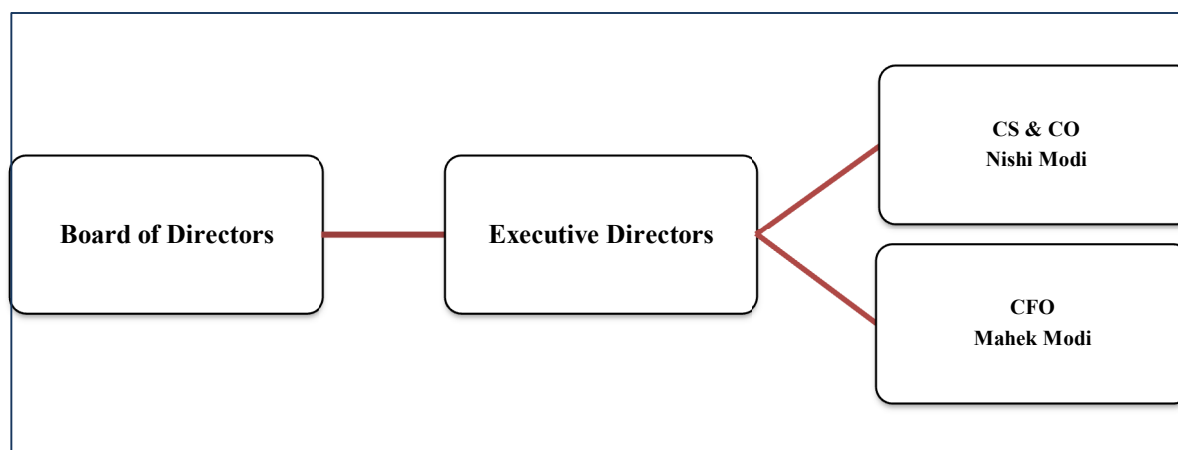 Board of Directors
Executive Directors
CS & CO
Nishi Modi
CFO
Mahek Modi